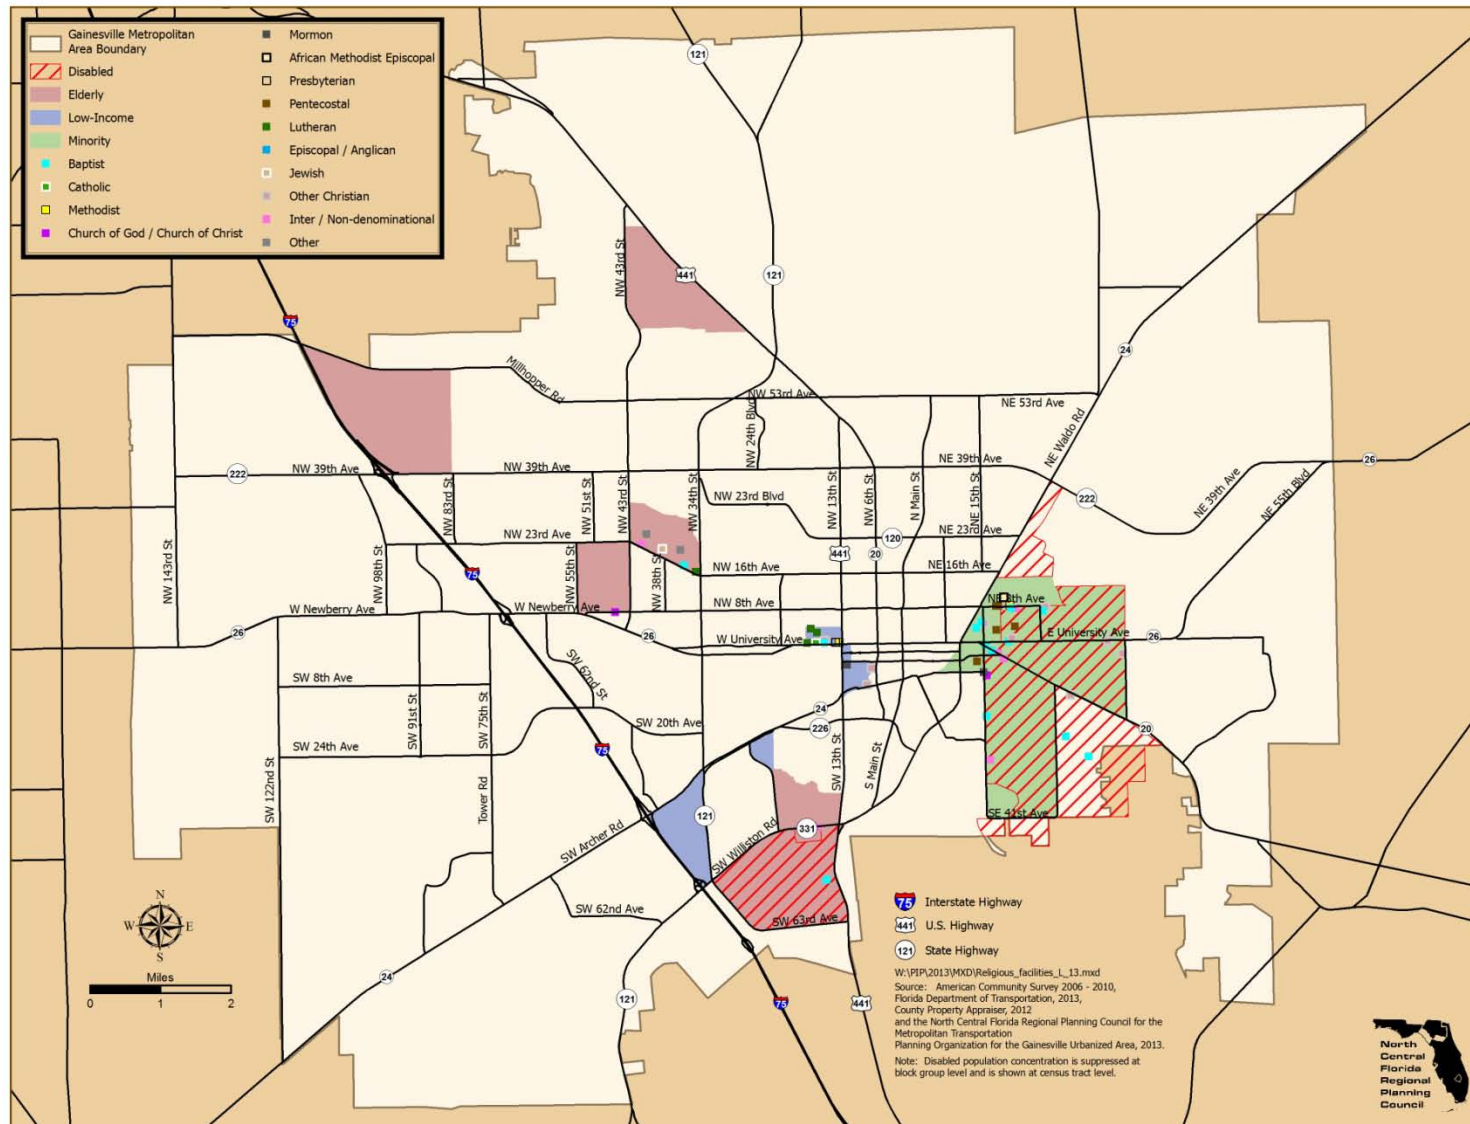 Gainesville Metropolitan
Area Boundary
Disabled
Elderly
Low-Income
Minority
Baptist
Catholic
Methodist
Church of God / Church of Christ
Mormon
African Methodist Episcopal
Presbyterian
Pentecostal
Lutheran
Episcopal / Anglican
Jewish
Other Christian
Inter / Non-denominational
Other
121
NW 43rd St
441
121
75
24
Millhopper Rd
NW 53rd Ave
NE 53rd Ave
NW 24th Blvd
NE Waldo Rd
222
NW 39th Ave
NW 39th Ave
NE 39th Ave
26
NW 83rd St
NW 51st St
NW 43rd St
NW 34th St
NW 23rd Blvd
NW 13th St
NW 6th St
N Main St
NE 15th St
222
NE 39th Ave
NE 55th Blvd
NW 143rd St
NW 98th St
NW 23rd Ave
120
NE 23rd Ave
441
20
75
NW 55th St
NW 38th St
NW 16th Ave
NE 16th Ave
W Newberry Ave
W Newberry Ave
NW 8th Ave
NE 8th Ave
26
26
W University Ave
E University Ave
26
SW 8th Ave
SW 62nd St
SW 91st St
SW 75th St
24
SW 20th Ave
226
20
SW 24th Ave
75
SW 122nd St
Tower Rd
SW 13th St
S Main St
121
SW Archer Rd
SW Williston Rd
331
SE 41st Ave
SW 62nd Ave
SW 63rd Ave
24
121
75
441
N
W
E
S
Miles
0
1
2
75
Interstate Highway
441
U.S. Highway
121
State Highway
W:\PIP\2013\MXD\Religious_facilities_L_13.mxd
Source: American Community Survey 2006 - 2010,
Florida Department of Transportation, 2013,
County Property Appraiser, 2012
and the North Central Florida Regional Planning Council for the
Metropolitan Transportation
Planning Organization for the Gainesville Urbanized Area, 2013.
Note: Disabled population concentration is suppressed at
block group level and is shown at census tract level.
North
Central
Florida
Regional
Planning
Council